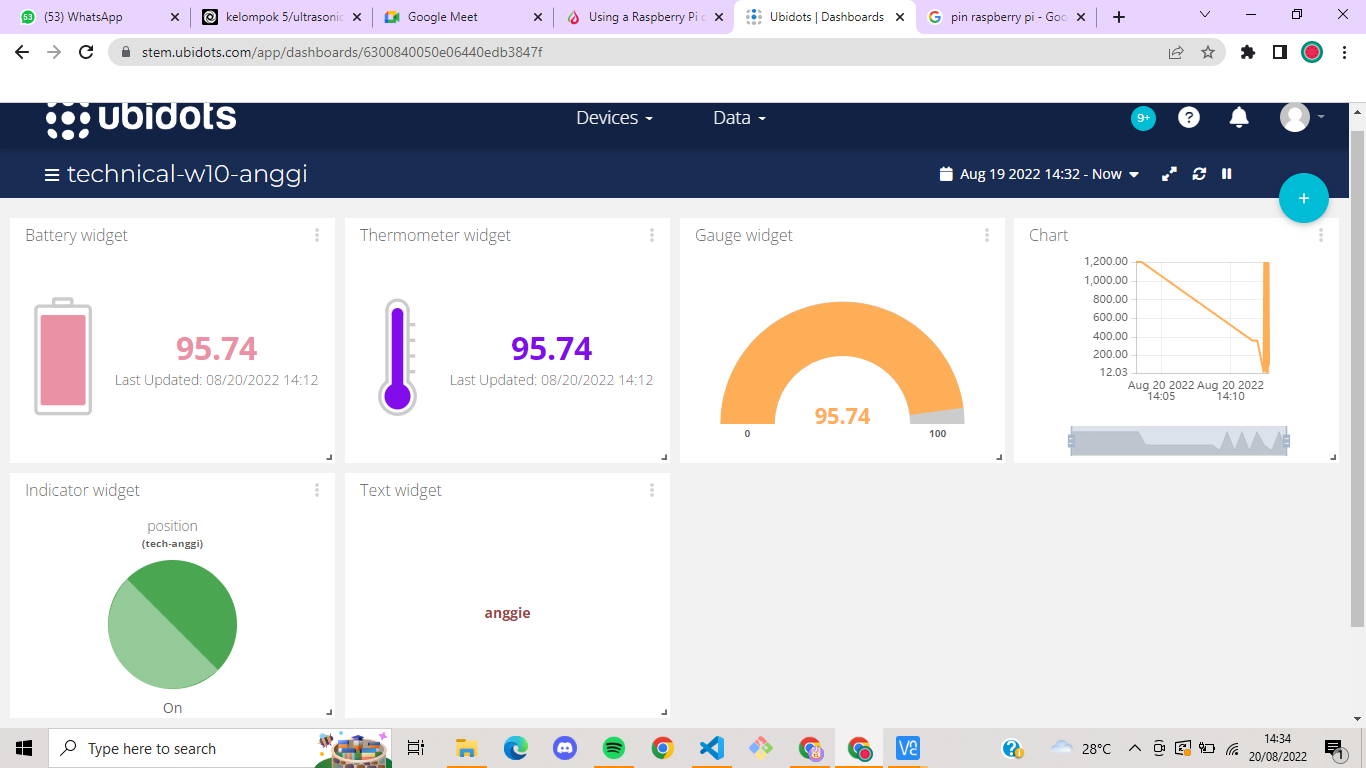 (53) WhatsApp
kelompok 5/ultrasonic
Google Meet
Using a Raspberry Pi
Ubidots | Dashboards
pin raspberry pi - Goo
stem.ubidots.com/app/dashboards/6300840050e06440edb3847f
ubidots
Devices
Data
9+
?
technical-w10-anggi
Aug 19 2022 14:32 - Now
+
Battery widget
95.74
Last Updated: 08/20/2022 14:12
Thermometer widget
95.74
Last Updated: 08/20/2022 14:12
Gauge widget
95.74
0
100
Chart
1,200.00
1,000.00
800.00
600.00
400.00
200.00
12.03
Aug 20 2022 Aug 20 2022
14:05 14:10
Indicator widget
position
(tech-anggi)
On
Text widget
anggie
Type here to search
28°C
14:34
20/08/2022
1